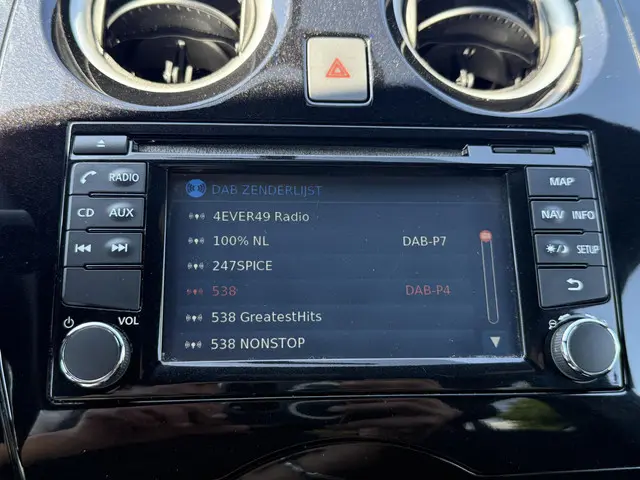 RADIO
CD AUX
VOL
DAB ZENDERLIJST
4EVER49 Radio
100% NL DAB-P7
247SPICE
538 DAB-P4
538 GreatestHits
538 NONSTOP
MAP
NAV INFO
SETUP